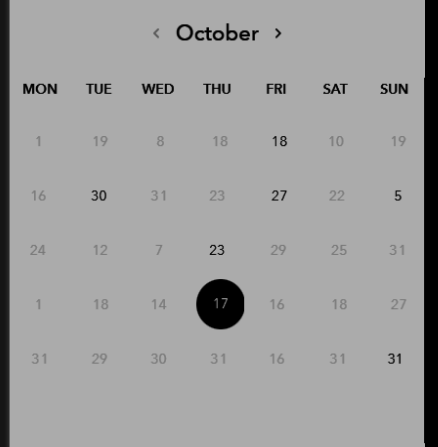 ‹ October ›
MON TUE WED THU FRI SAT SUN
1 19 8 18 18 10 19
16 30 31 23 27 22 5
24 12 7 23 29 25 31
1 18 14 17 16 18 27
31 29 30 31 16 31 31